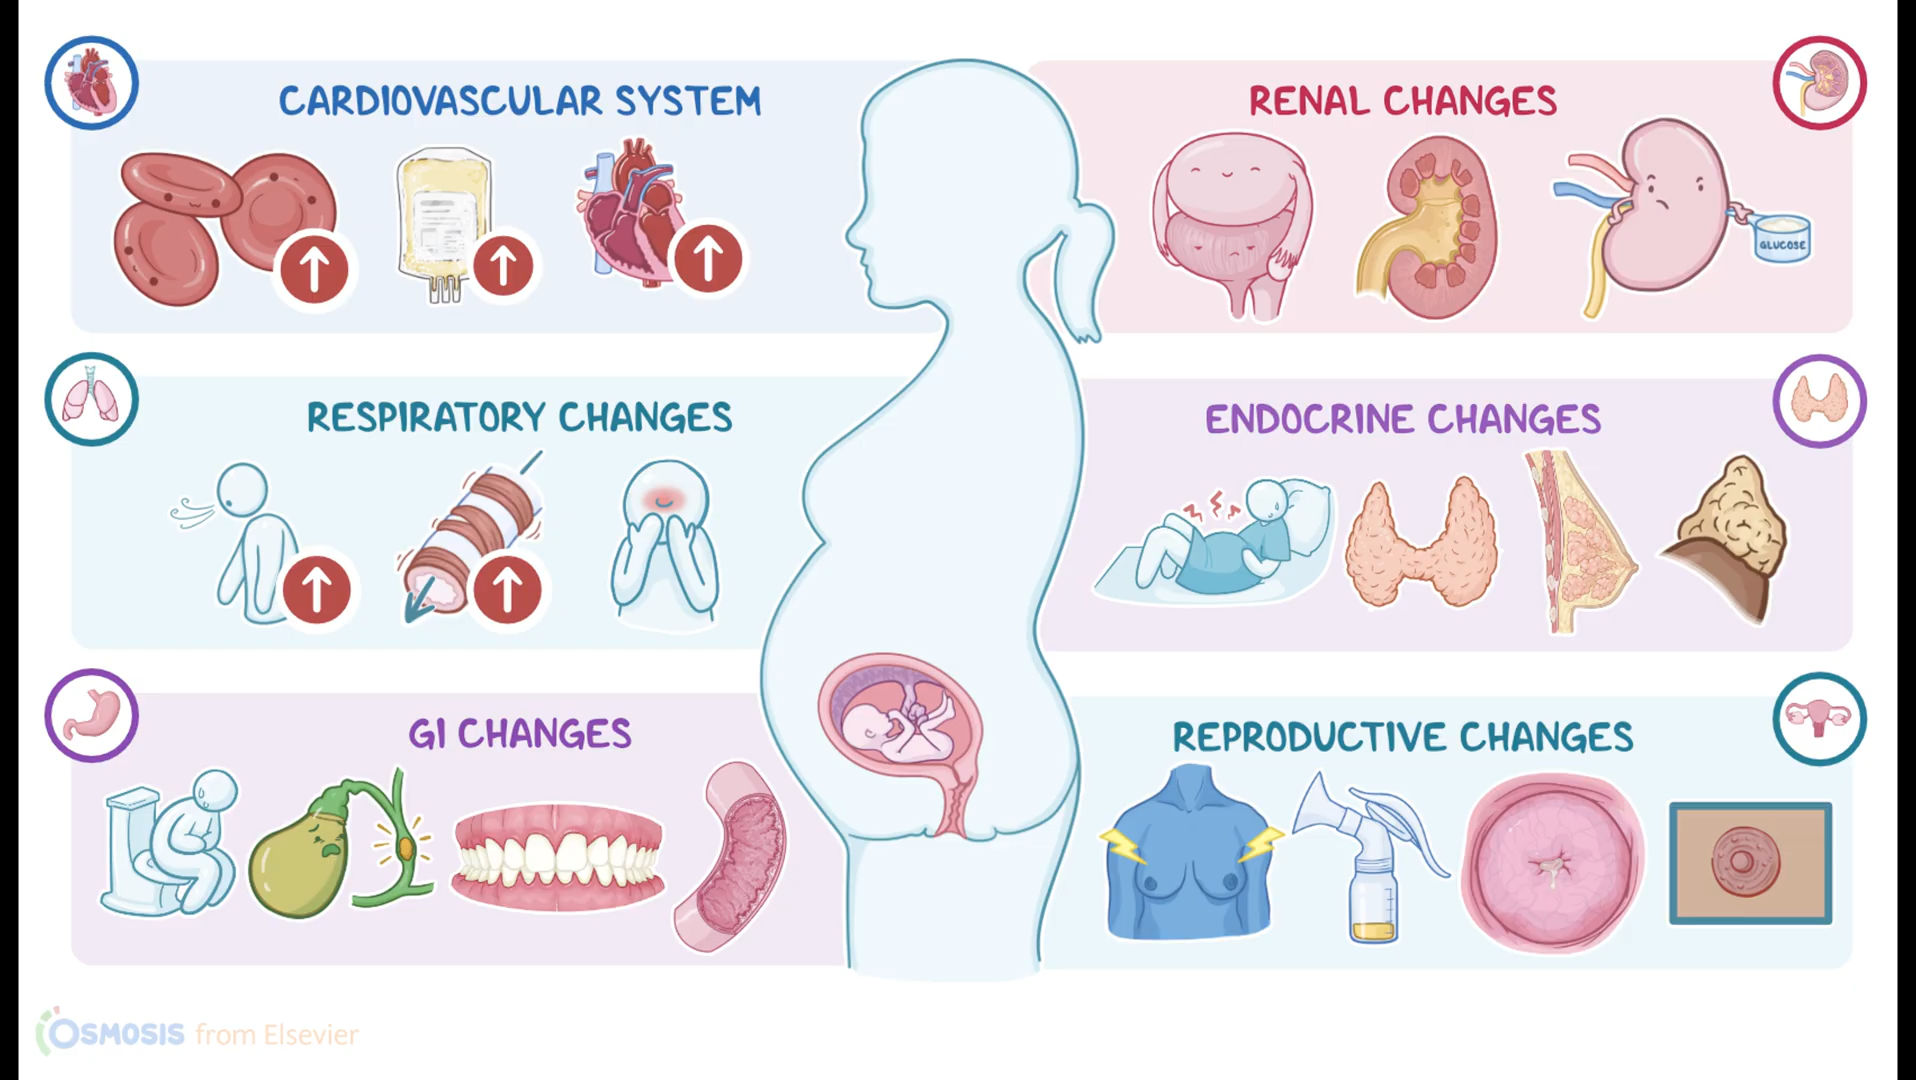 CARDIOVASCULAR SYSTEM
RENAL CHANGES
GLUCOSE
RESPIRATORY CHANGES
ENDOCRINE CHANGES
GI CHANGES
REPRODUCTIVE CHANGES
OSMOSIS from Elsevier